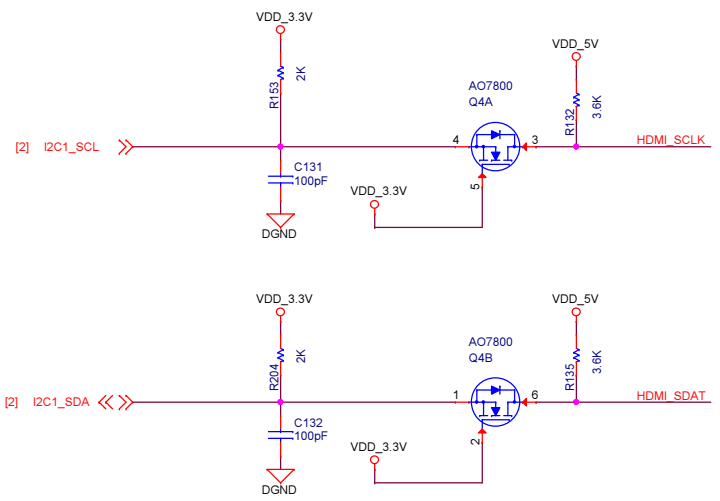 VDD_3.3V
VDD_5V
R153
2K
AO7800
Q4A
R132
3.6K
[2] I2C1_SCL
4
3
HDMI_SCLK
C131
100pF
VDD_3.3V
5
DGND
VDD_3.3V
VDD_5V
R204
2K
AO7800
Q4B
R135
3.6K
[2] I2C1_SDA
1
6
HDMI_SDAT
C132
100pF
VDD_3.3V
2
DGND